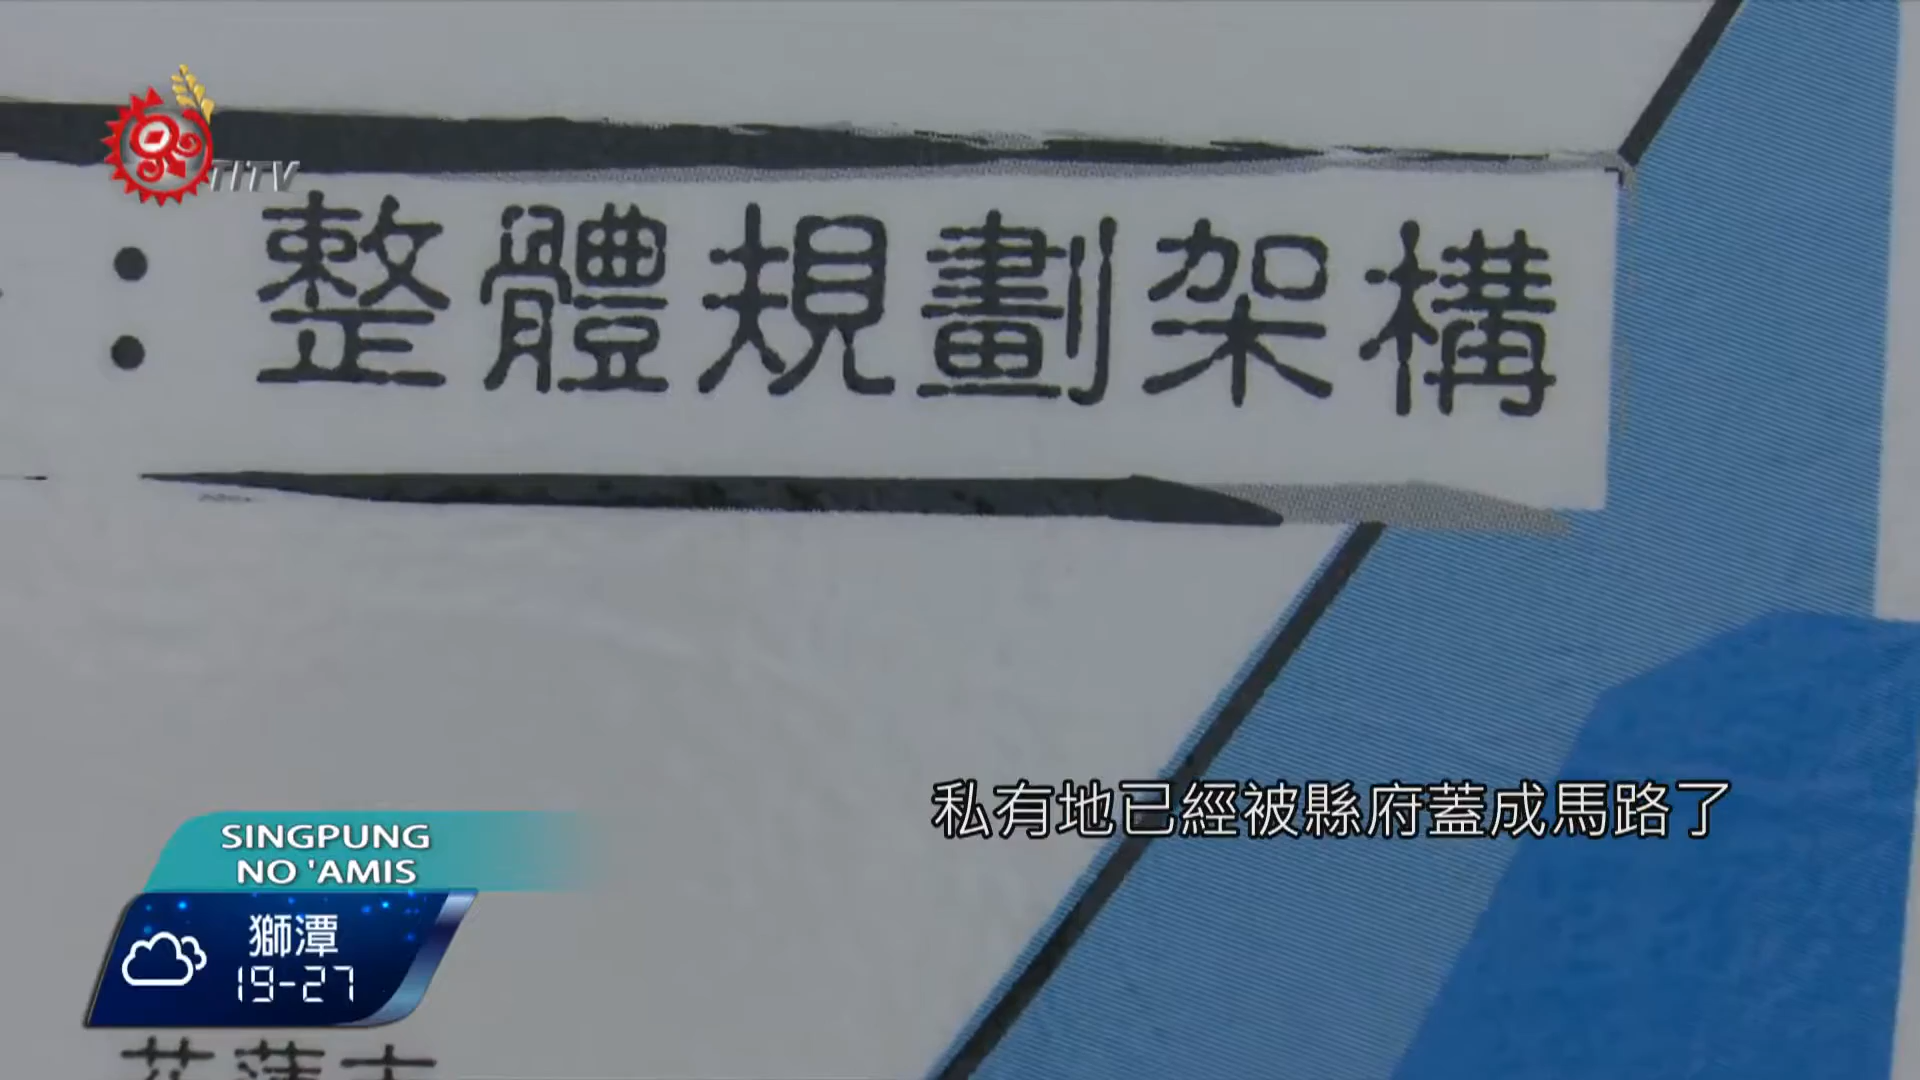 TITV
：整體規劃架構
私有地已經被縣府蓋成馬路了
SINGPUNG
NO 'AMIS
獅潭
19-27